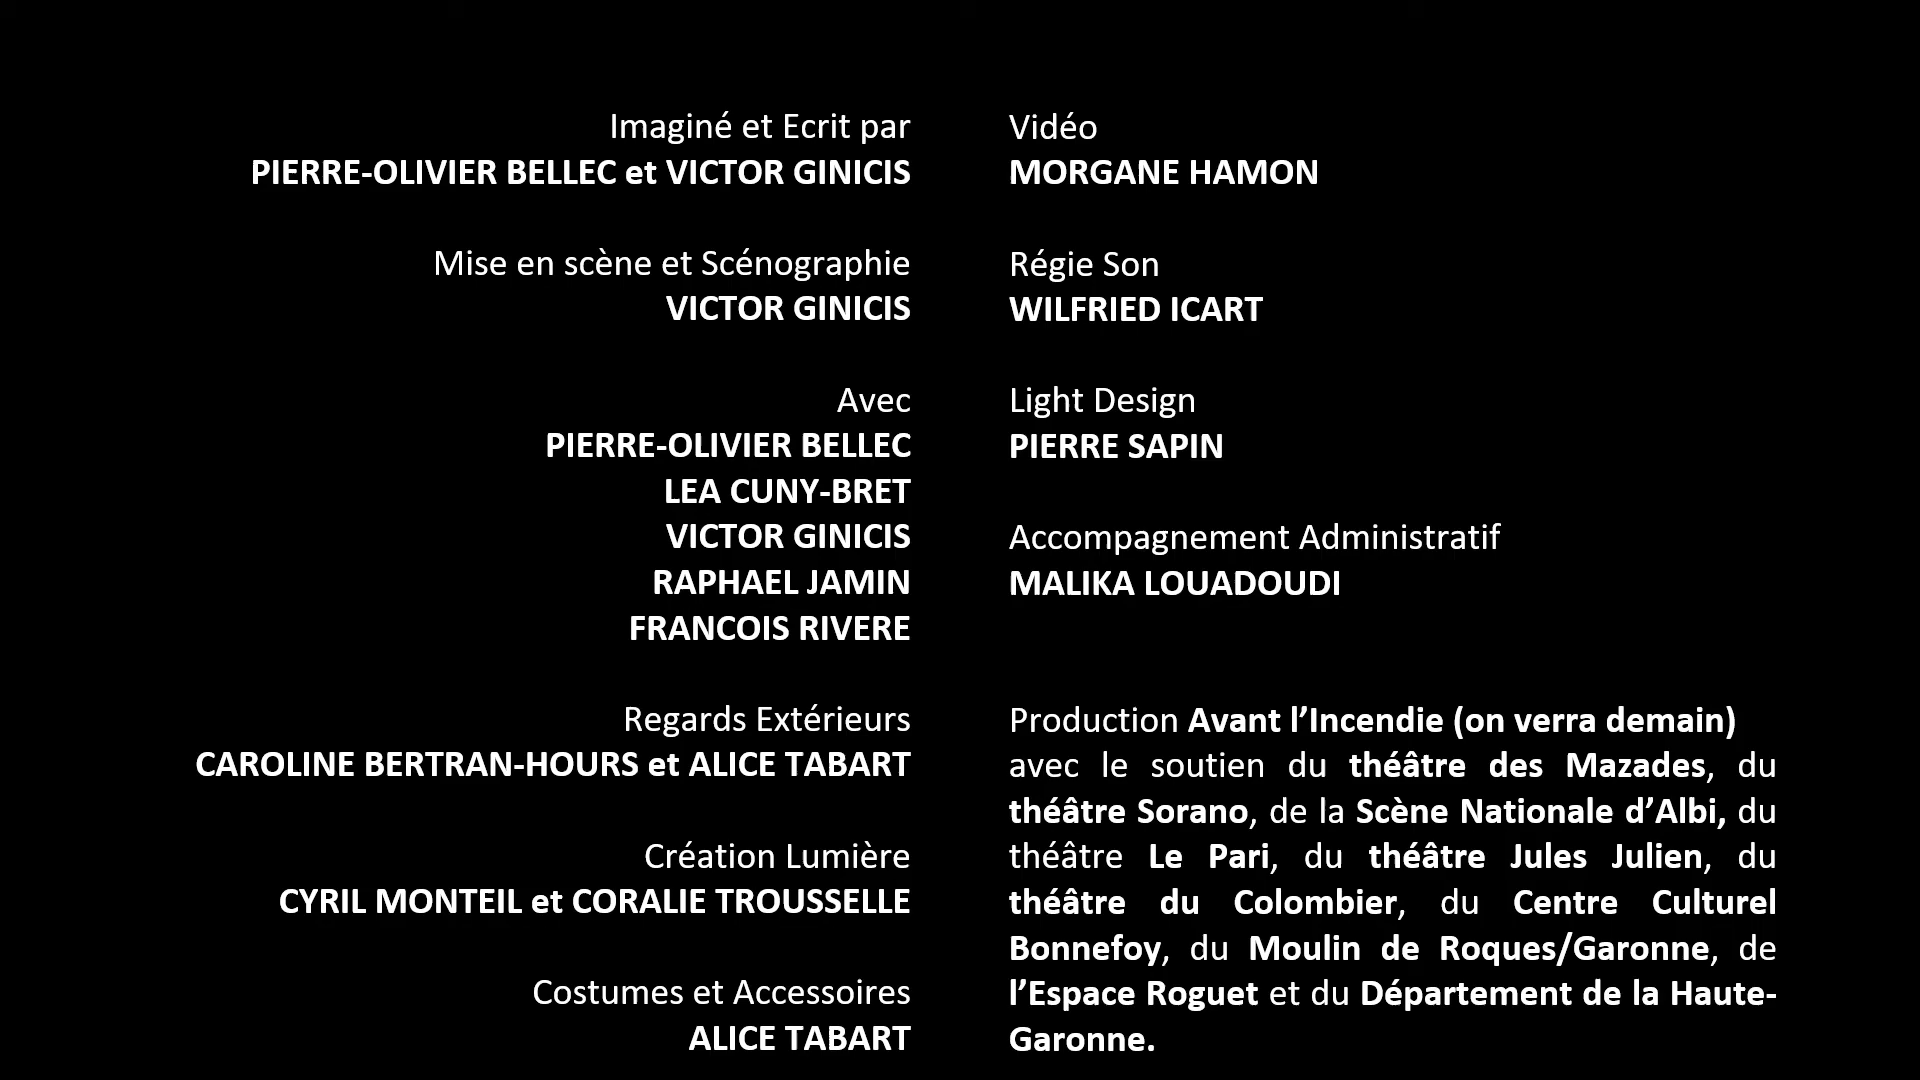 Imaginé et Ecrit par
PIERRE-OLIVIER BELLEC et VICTOR GINICIS
Mise en scène et Scénographie
VICTOR GINICIS
Avec
PIERRE-OLIVIER BELLEC
LEA CUNY-BRET
VICTOR GINICIS
RAPHAEL JAMIN
FRANCOIS RIVERE
Regards Extérieurs
CAROLINE BERTRAN-HOURS et ALICE TABART
Création Lumière
CYRIL MONTEIL et CORALIE TROUSSELLE
Costumes et Accessoires
ALICE TABART
Vidéo
MORGANE HAMON
Régie Son
WILFRIED ICART
Light Design
PIERRE SAPIN
Accompagnement Administratif
MALIKA LOUADOUDI
Production Avant l’Incendie (on verra demain)
avec le soutien du théâtre des Mazades, du
théâtre Sorano, de la Scène Nationale d’Albi, du
théâtre Le Pari, du théâtre Jules Julien, du
théâtre du Colombier, du Centre Culturel
Bonnefoy, du Moulin de Roques/Garonne, de
l’Espace Roguet et du Département de la Haute-
Garonne.